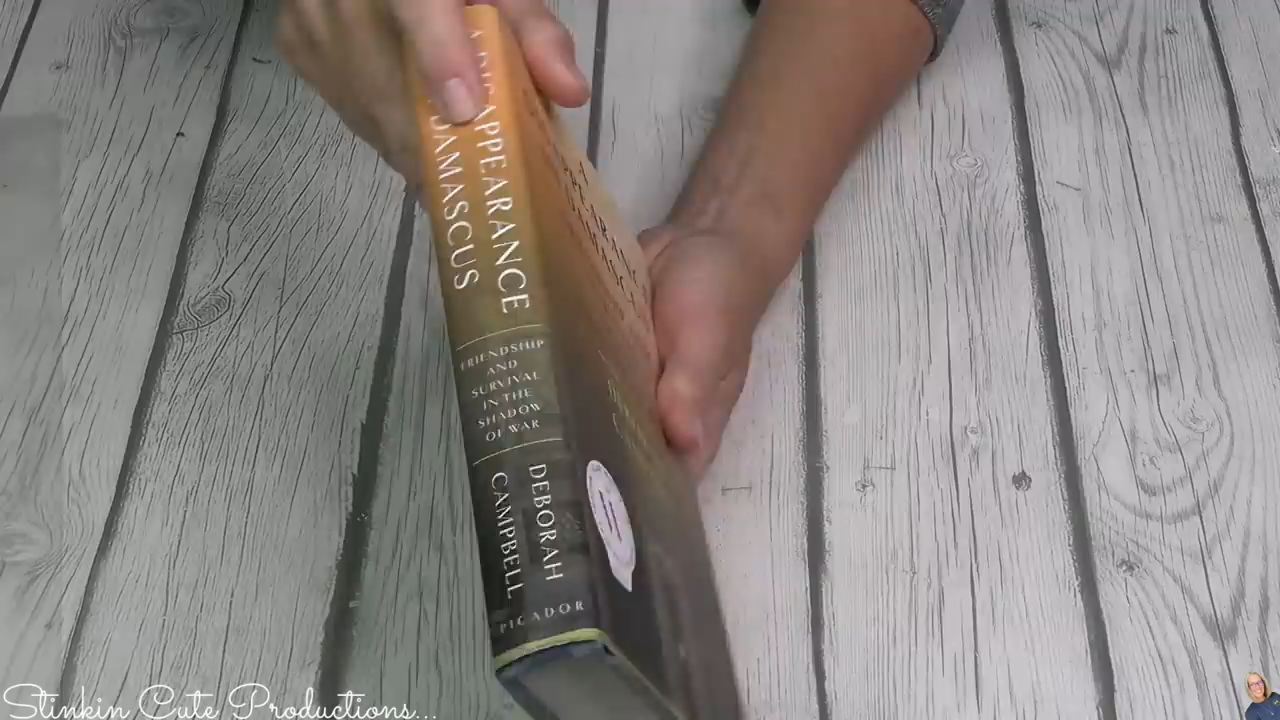 APPEARANCE
DAMASCUS
FRIENDSHIP
AND
SURVIVAL
IN THE
SHADOW
OF WAR
DEBORAH
CAMPBELL
PICADOR
Stinkin Cute Productions...